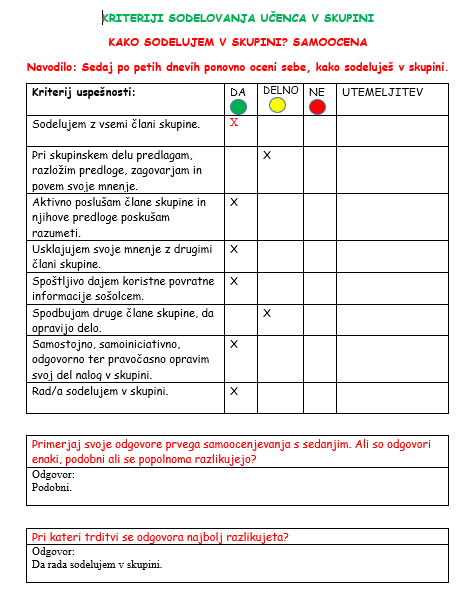 KRITERIJI SODELOVANJA UČENCA V SKUPINI
KAKO SODELUJEM V SKUPINI? SAMOOCENA
Navodilo: Sedaj po petih dnevih ponovno oceni sebe, kako sodeluješ v skupini.
Kriterij uspešnosti: DA DELNO NE UTEMELJITEV
Sodelujem z vsemi člani skupine. X
Pri skupinskem delu predlagam, X
razložim predloge, zagovarjam in
povem svoje mnenje.
Aktivno poslušam člane skupine in X
njihove predloge poskušam
razumeti.
Usklajujem svoje mnenje z drugimi X
člani skupine.
Spoštljivo dajem koristne povratne X
informacije sošolcem.
Spodbujam druge člane skupine, da X
opravijo delo.
Samostojno, samoiniciativno, X
odgovorno ter pravočasno opravim
svoj del nalog v skupini.
Rad/a sodelujem v skupini. X
Primerjaj svoje odgovore prvega samoocenjevanja s sedanjim. Ali so odgovori
enaki, podobni ali se popolnoma razlikujejo?
Odgovor:
Podobni.
Pri kateri trditvi se odgovora najbolj razlikujeta?
Odgovor:
Da rada sodelujem v skupini.